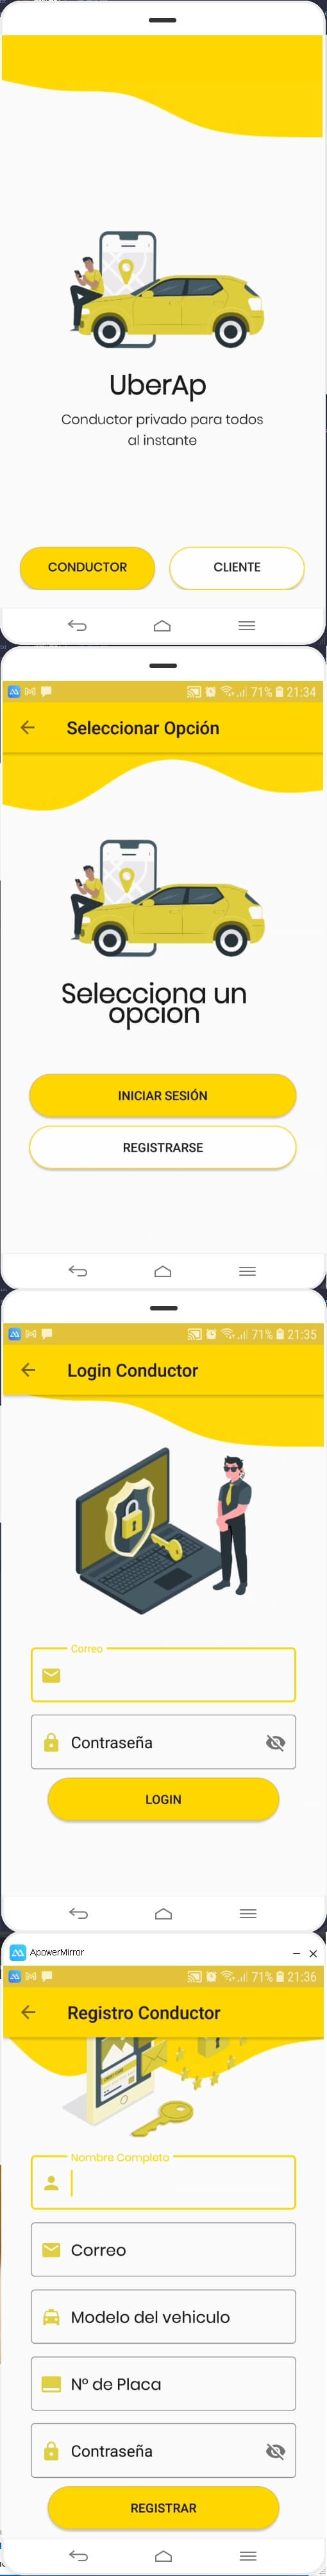 UberAp
Conductor privado para todos
al instante
CONDUCTOR
CLIENTE
71% 21:34
Seleccionar Opción
Selecciona un
opción
INICIAR SESIÓN
REGISTRARSE
71% 21:35
Login Conductor
Correo
Contraseña
LOGIN
ApowerMirror
71% 21:36
Registro Conductor
Nombre Completo
Correo
Modelo del vehiculo
Nº de Placa
Contraseña
REGISTRAR